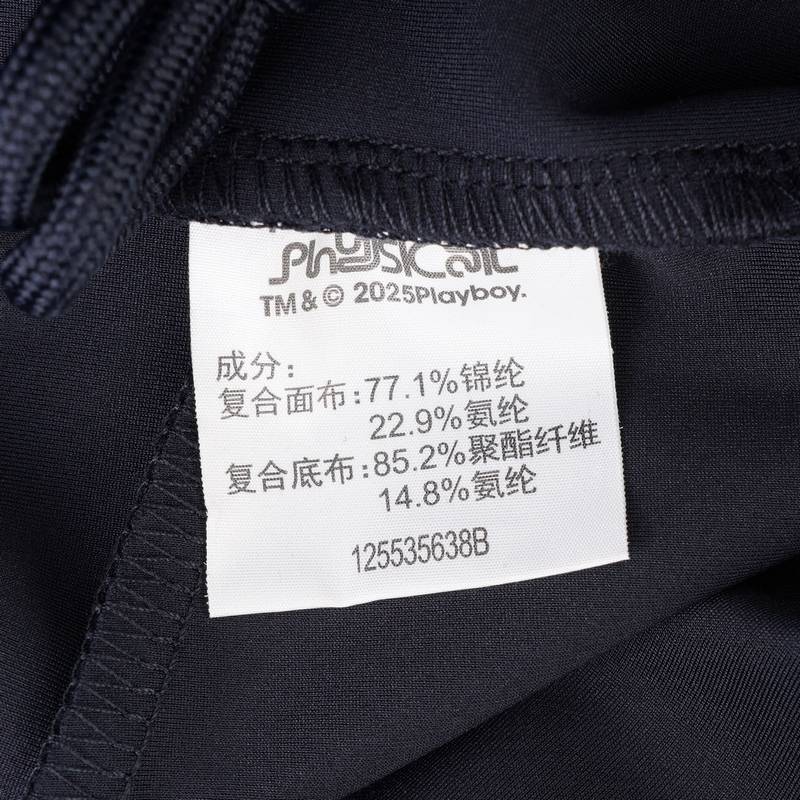 Physical
TM & © 2025Playboy.
成分：
复合面布：77.1%锦纶
22.9%氨纶
复合底布：85.2%聚酯纤维
14.8%氨纶
125535638B